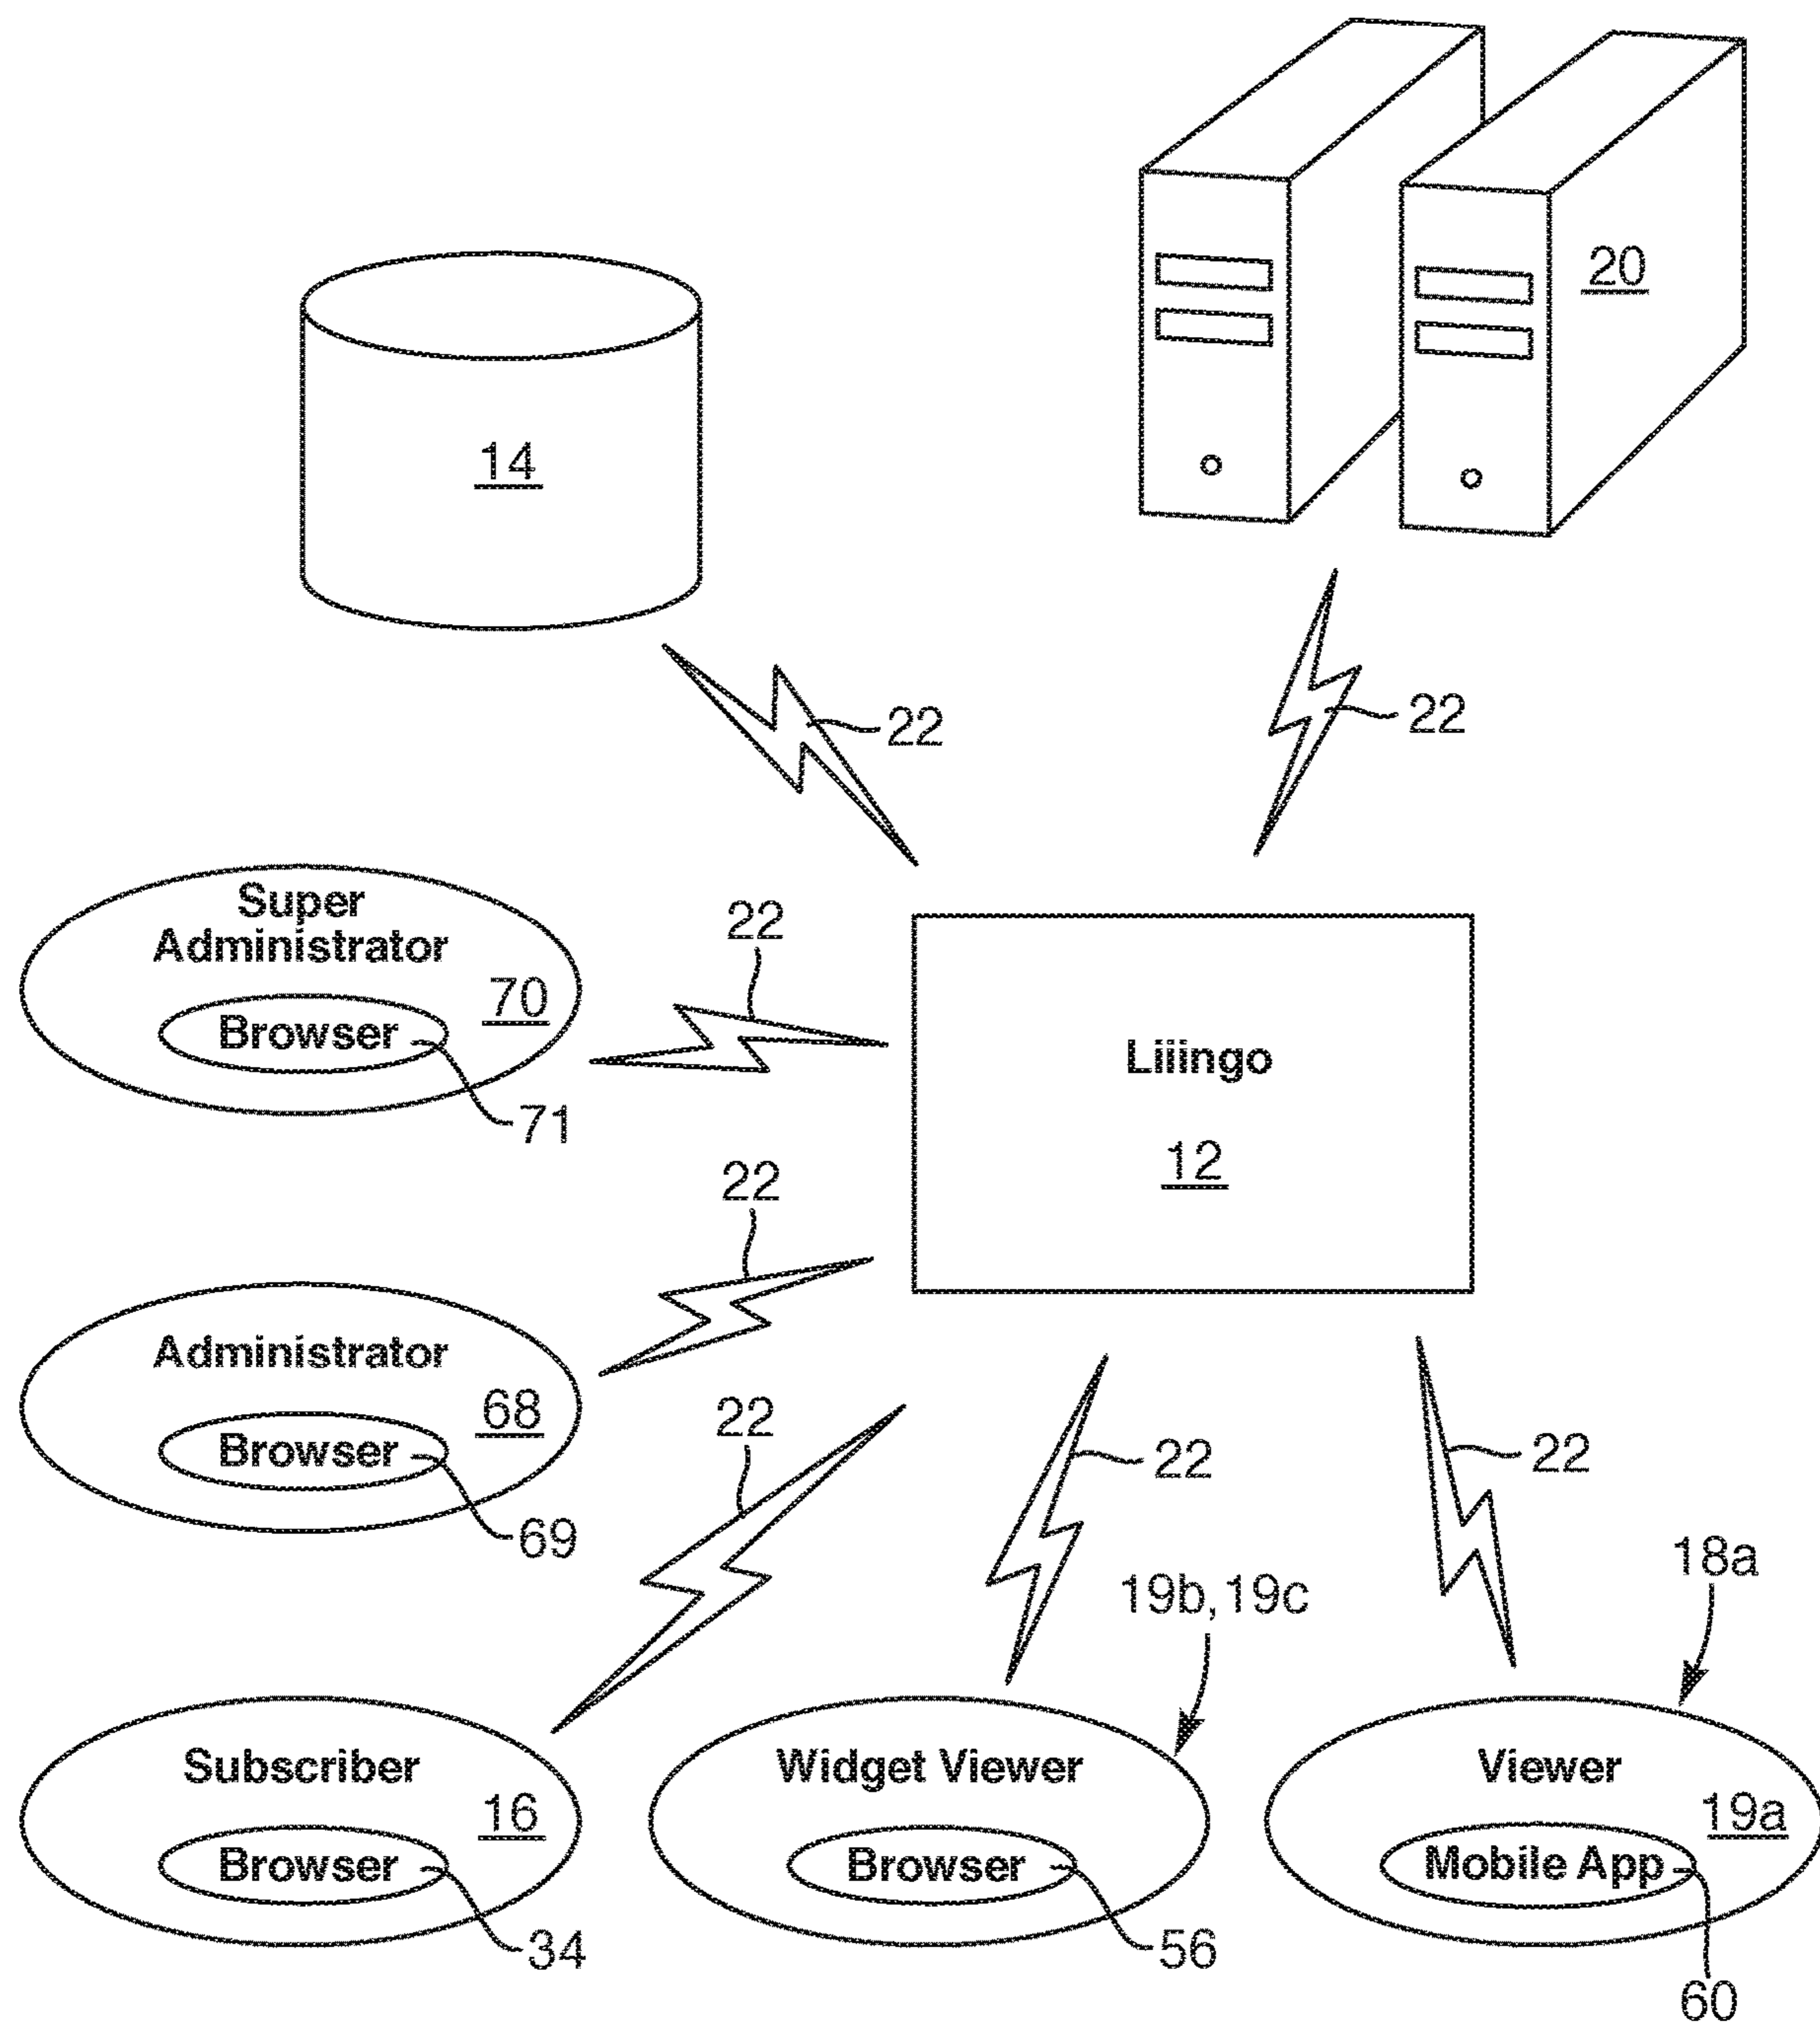 20
14
22
22
Super
Administrator
70
Browser
71
22
Liiingo
12
22
Administrator
68
Browser
69
22
22
22
19b, 19c
18a
Subscriber
16
Browser
34
Widget Viewer
Browser
56
Viewer
19a
Mobile App
60